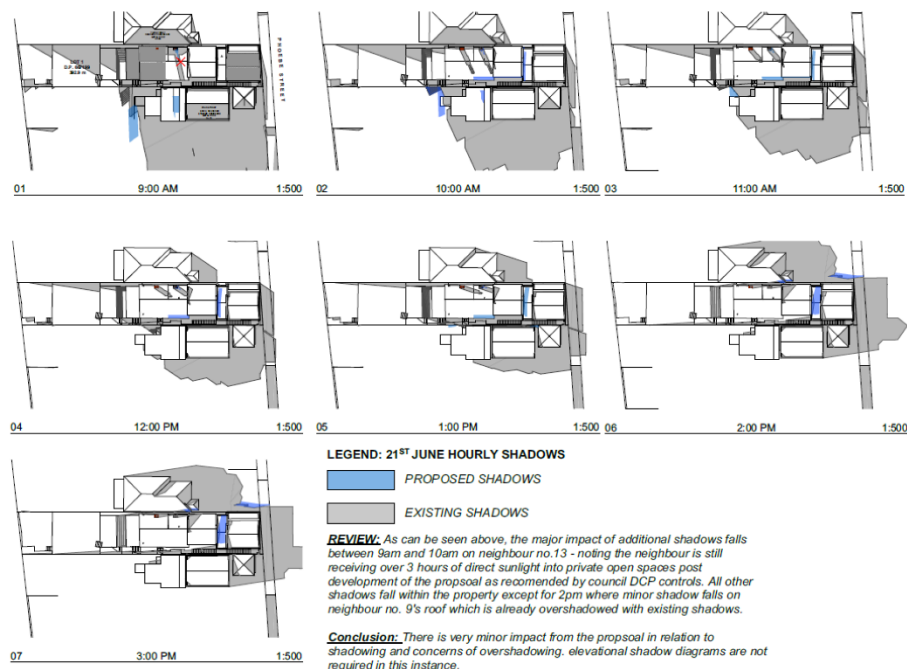 PHOEBE STREET
LOT 1
01 9:00 AM 1:500
02 10:00 AM 1:500
03 11:00 AM 1:500
04 12:00 PM 1:500
05 1:00 PM 1:500
06 2:00 PM 1:500
07 3:00 PM 1:500
LEGEND: 21ST JUNE HOURLY SHADOWS
PROPOSED SHADOWS
EXISTING SHADOWS
REVIEW: As can be seen above, the major impact of additional shadows falls
between 9am and 10am on neighbour no.13 - noting the neighbour is still
receiving over 3 hours of direct sunlight into private open spaces post
development of the propsoal as recomended by council DCP controls. All other
shadows fall within the property except for 2pm where minor shadow falls on
neighbour no. 9's roof which is already overshadowed with existing shadows.
Conclusion: There is very minor impact from the propsoal in relation to
shadowing and concerns of overshadowing. elevational shadow diagrams are not
required in this instance.